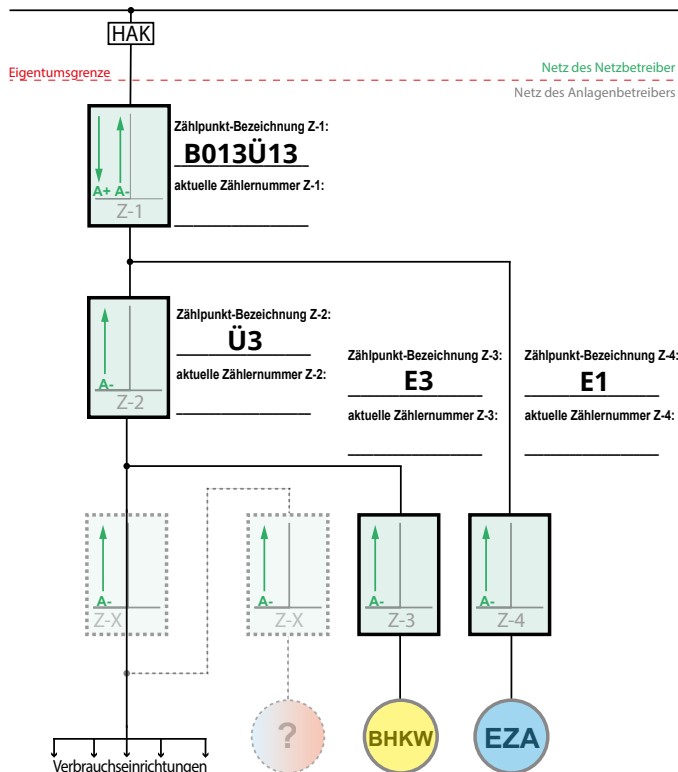 HAK
Eigentumsgrenze
Netz des Netzbetreiber
Netz des Anlagenbetreibers
Zählpunkt-Bezeichnung Z-1:
B013Ü13
aktuelle Zählernummer Z-1:
A+ A-
Z-1
Zählpunkt-Bezeichnung Z-2:
Ü3
aktuelle Zählernummer Z-2:
A-
Z-2
Zählpunkt-Bezeichnung Z-3:
E3
aktuelle Zählernummer Z-3:
Zählpunkt-Bezeichnung Z-4:
E1
aktuelle Zählernummer Z-4:
A-
Z-X
A-
Z-X
A-
Z-3
A-
Z-4
?
BHKW
EZA
Verbrauchseinrichtungen